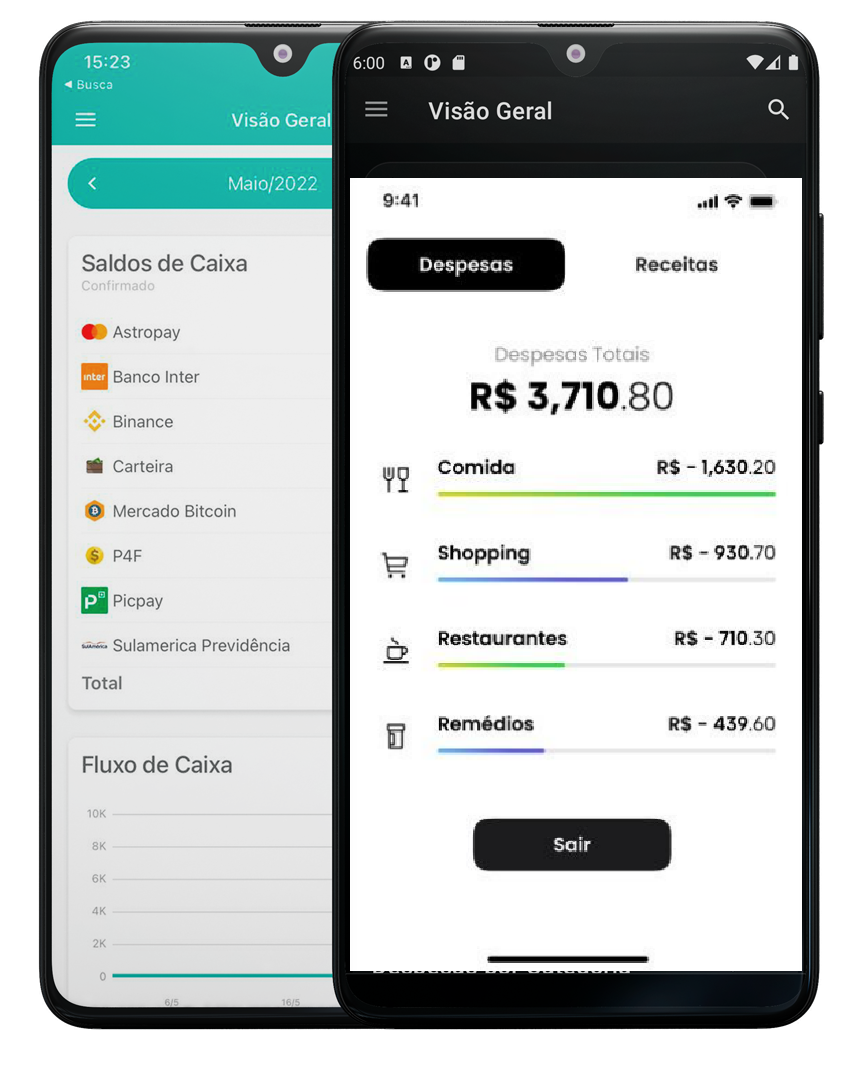 15:23
◀ Busca
Visão Geral
Maio/2022
Saldos de Caixa
Confirmado
Astropay
inter Banco Inter
Binance
Carteira
Mercado Bitcoin
P4F
Picpay
SulAmérica Sulamerica Previdência
Total
Fluxo de Caixa
10K
8K
6K
4K
2K
0
6/5 16/5
6:00
Visão Geral
9:41
Despesas Receitas
Despesas Totais
R$ 3,710.80
Comida R$ - 1,630.20
Shopping R$ - 930.70
Restaurantes R$ - 710.30
Remédios R$ - 439.60
Sair